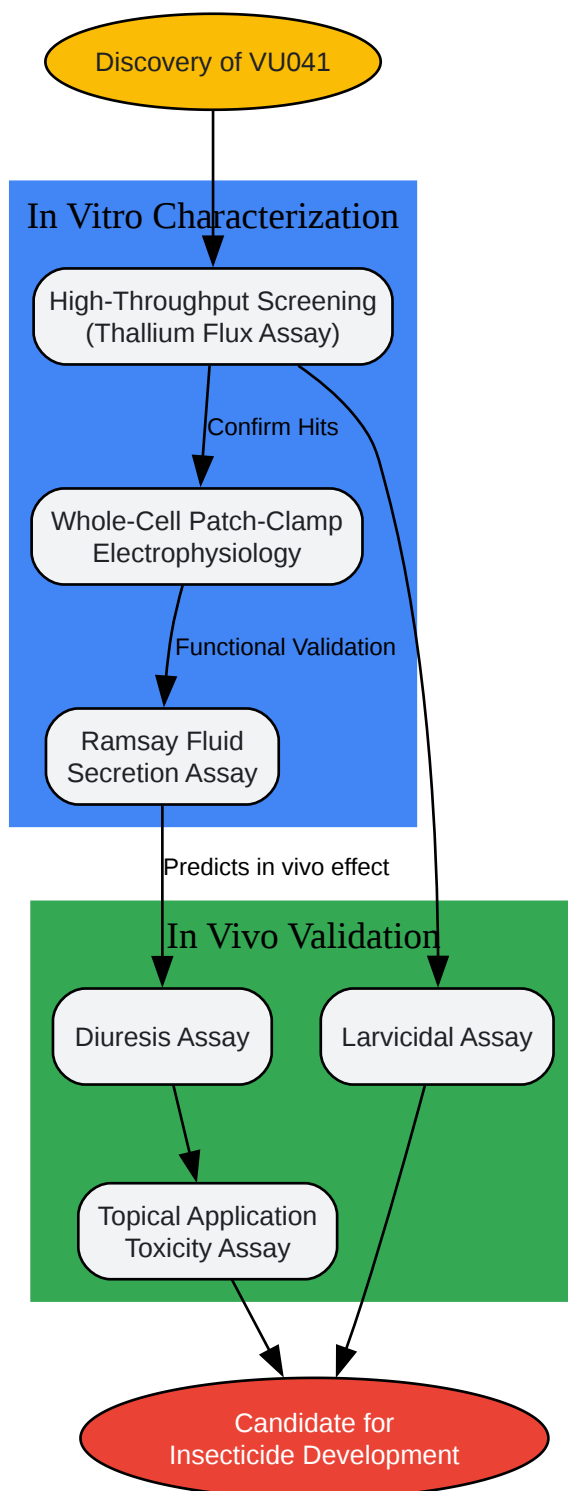 Discovery of VU041
In Vitro Characterization
High-Throughput Screening
(Thallium Flux Assay)
Confirm Hits
Whole-Cell Patch-Clamp
Electrophysiology
Functional Validation
Ramsay Fluid
Secretion Assay
Predicts in vivo effect
In Vivo Validation
Diuresis Assay
Larvicidal Assay
Topical Application
Toxicity Assay
Candidate for
Insecticide Development